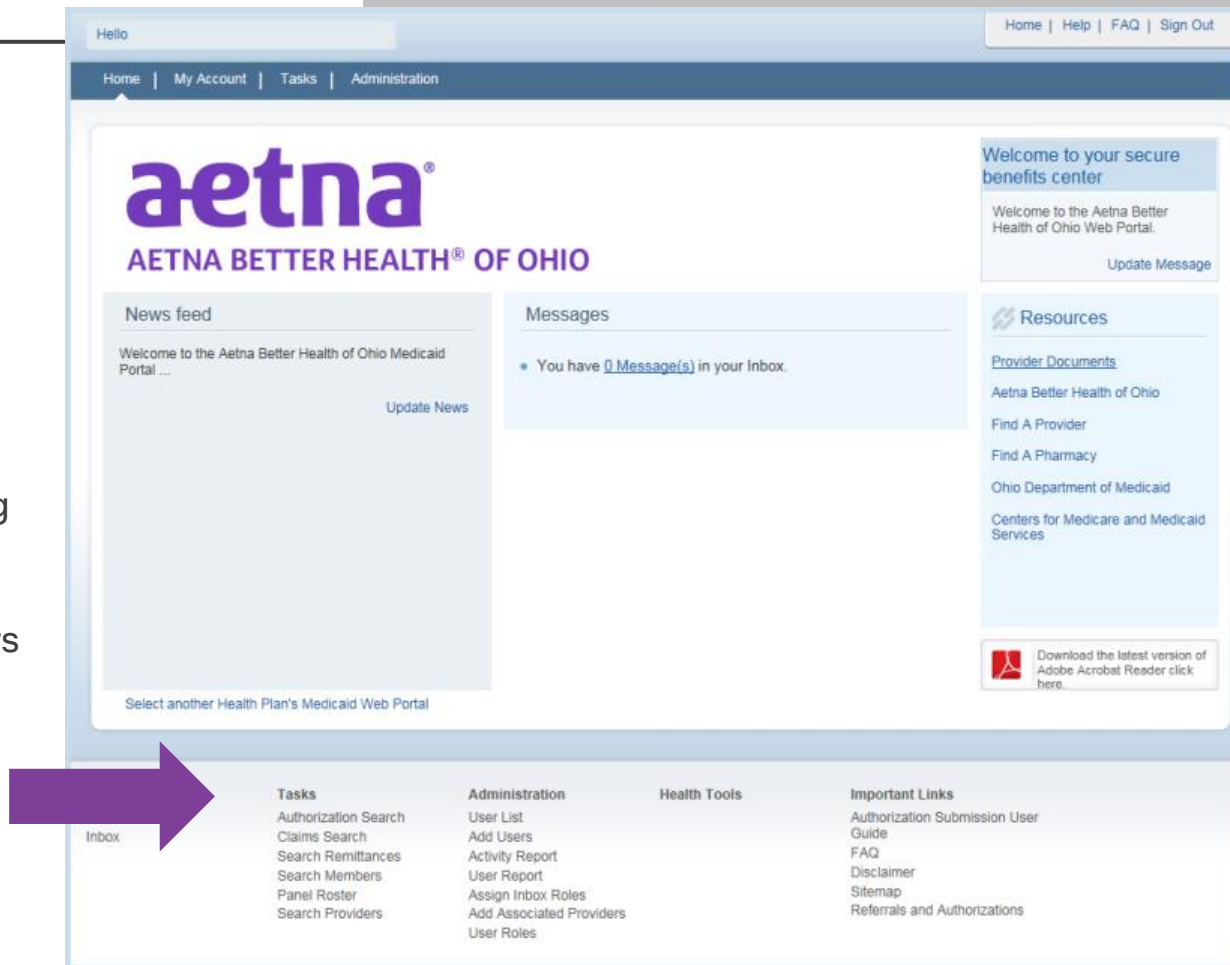 Hello
Home | Help | FAQ | Sign Out
Home | My Account | Tasks | Administration
aetna®
AETNA BETTER HEALTH® OF OHIO
Welcome to your secure
benefits center
Welcome to the Aetna Better
Health of Ohio Web Portal.
Update Message
News feed
Welcome to the Aetna Better Health of Ohio Medicaid
Portal ...
Update News
Messages
• You have 0 Message(s) in your Inbox.
Resources
Provider Documents
Aetna Better Health of Ohio
Find A Provider
Find A Pharmacy
Ohio Department of Medicaid
Centers for Medicare and Medicaid
Services
Download the latest version of
Adobe Acrobat Reader click
here.
Select another Health Plan's Medicaid Web Portal
Inbox
Tasks
Authorization Search
Claims Search
Search Remittances
Search Members
Panel Roster
Search Providers
Administration
User List
Add Users
Activity Report
User Report
Assign Inbox Roles
Add Associated Providers
User Roles
Health Tools
Important Links
Authorization Submission User
Guide
FAQ
Disclaimer
Sitemap
Referrals and Authorizations